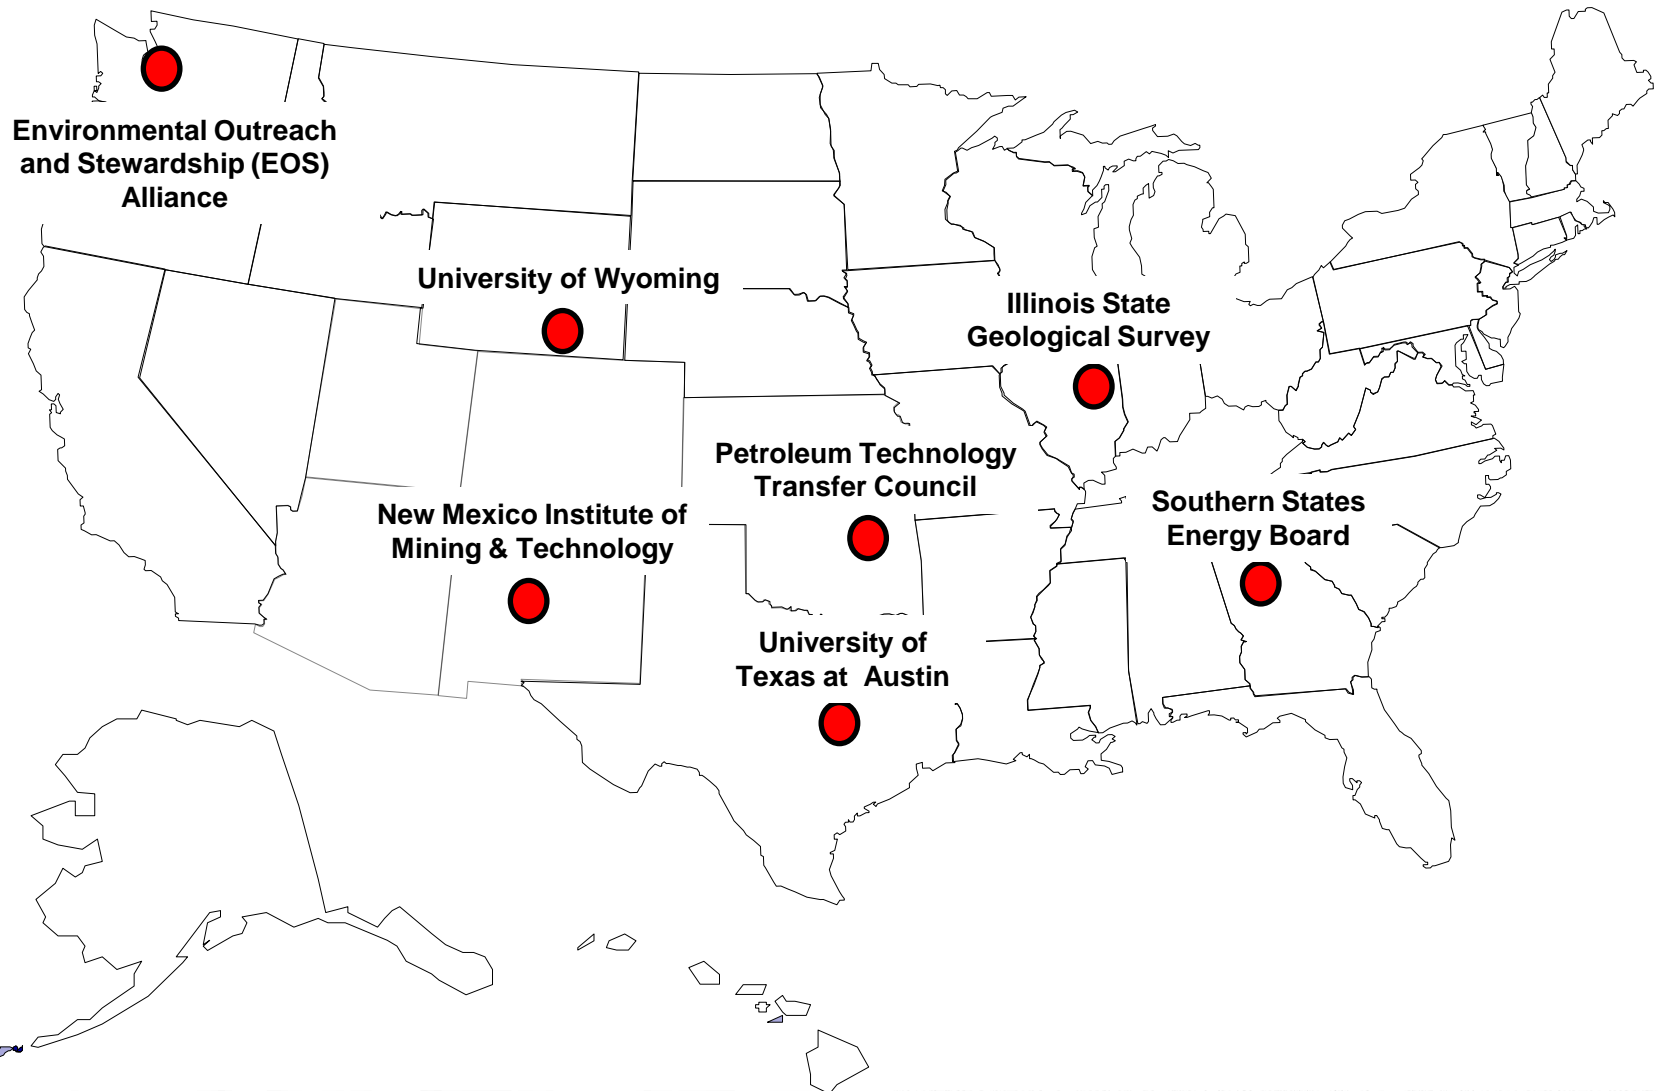 Environmental Outreach
and Stewardship (EOS)
Alliance
University of Wyoming
Illinois State
Geological Survey
Petroleum Technology
Transfer Council
Southern States
Energy Board
New Mexico Institute of
Mining & Technology
University of
Texas at  Austin